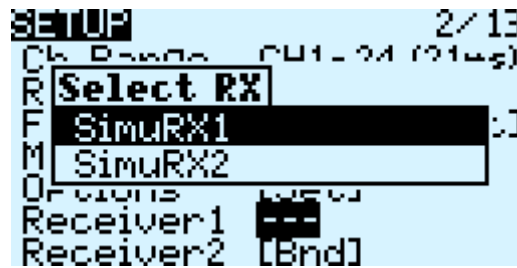 SETUP 2/13
Select RX
SimuRX1
SimuRX2
Receiver1 ---
Receiver2 [Bnd]